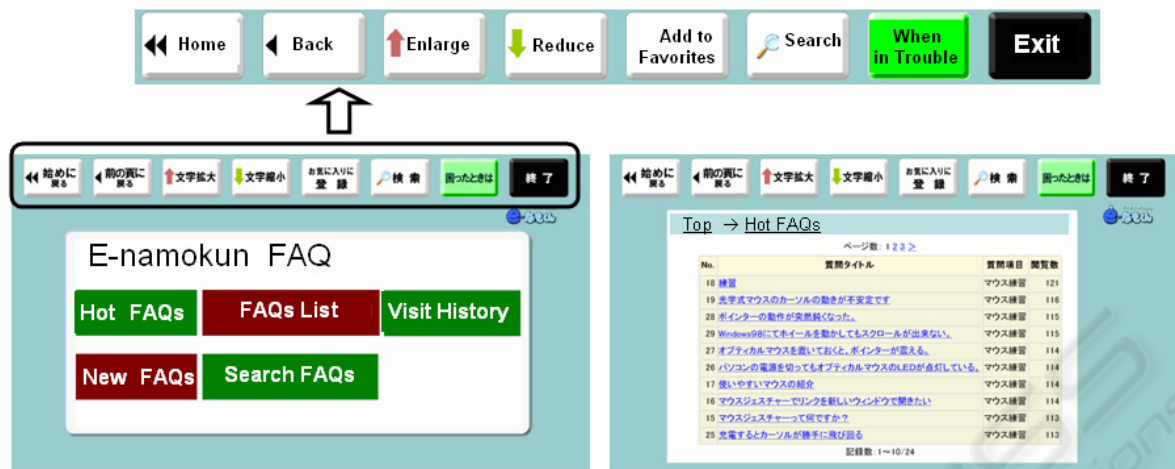 Home
Back
Enlarge
Reduce
Add to
Favorites
Search
When
in Trouble
Exit
始めに
戻る
前の頁に
戻る
文字拡大
文字縮小
お気に入りに
登 録
検 索
困ったときは
終 了
E-namokun FAQ
Hot FAQs
FAQs List
Visit History
New FAQs
Search FAQs
始めに
戻る
前の頁に
戻る
文字拡大
文字縮小
お気に入りに
登 録
検 索
困ったときは
終 了
Top → Hot FAQs
ページ数: 1 2 3 >
No. 質問タイトル 質問項目 閲覧数
18 練習 マウス練習 121
19 光学式マウスのカーソルの動きが不安定です マウス練習 116
28 ポインターの動作が突然鈍くなった。 マウス練習 115
29 Windows98にてホイールを動かしてもスクロールが出来ない。 マウス練習 115
27 オプティカルマウスを置いておくと、ポインターが震える。 マウス練習 114
26 パソコンの電源を切ってもオプティカルマウスのLEDが点灯している。 マウス練習 114
17 使いやすいマウスの紹介 マウス練習 114
16 マウスジェスチャーでリンクを新しいウィンドウで開きたい マウス練習 114
15 マウスジェスチャーって何ですか？ マウス練習 113
25 充電するとカーソルが勝手に飛び回る マウス練習 113
記録数:1～10/24